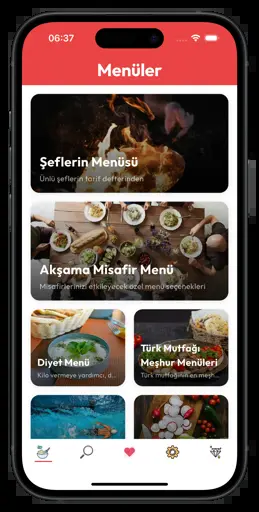 06:37
Menüler
Şeflerin Menüsü
Ünlü şeflerin tarif defterinden
Akşama Misafir Menü
Misafirlerinizi etkileyecek özel menü seçenekleri
Diyet Menü
Kilo vermeye yardımcı, d...
Türk Mutfağı
Meşhur Menüleri
Türk mutfağının en meşh...